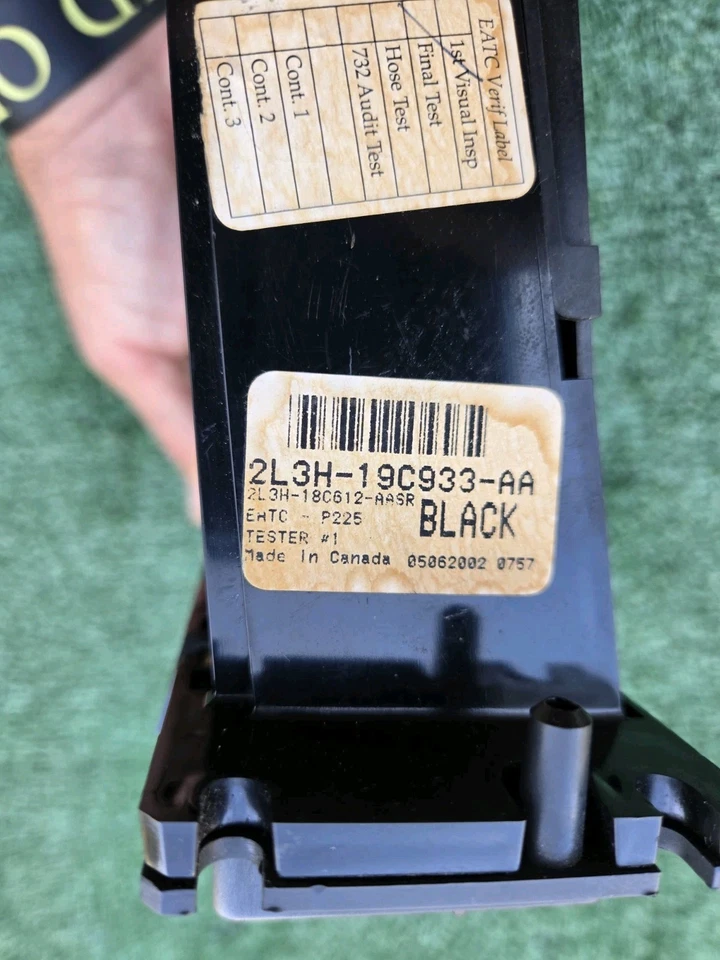 EATC Verif Label
1st Visual Insp
Final Test
Hose Test
732 Audit Test
Cont. 1
Cont. 2
Cont. 3
2L3H-19C933-AA
2L3H-18C612-AASR
BLACK
EATC - P225
TESTER #1
Made In Canada 05062002 0757